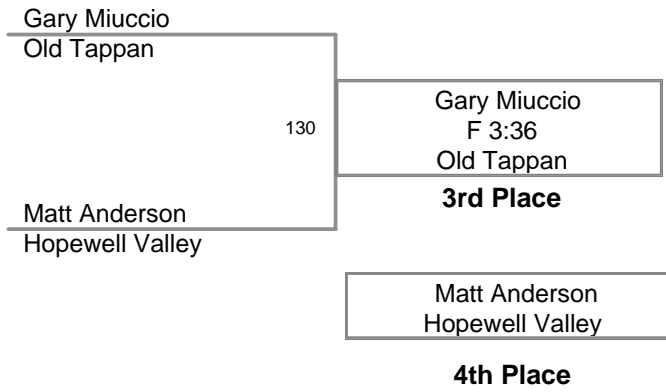 Gary Miuccio
Old Tappan
130
Gary Miuccio
F 3:36
Old Tappan
3rd Place
Matt Anderson
Hopewell Valley
Matt Anderson
Hopewell Valley
4th Place